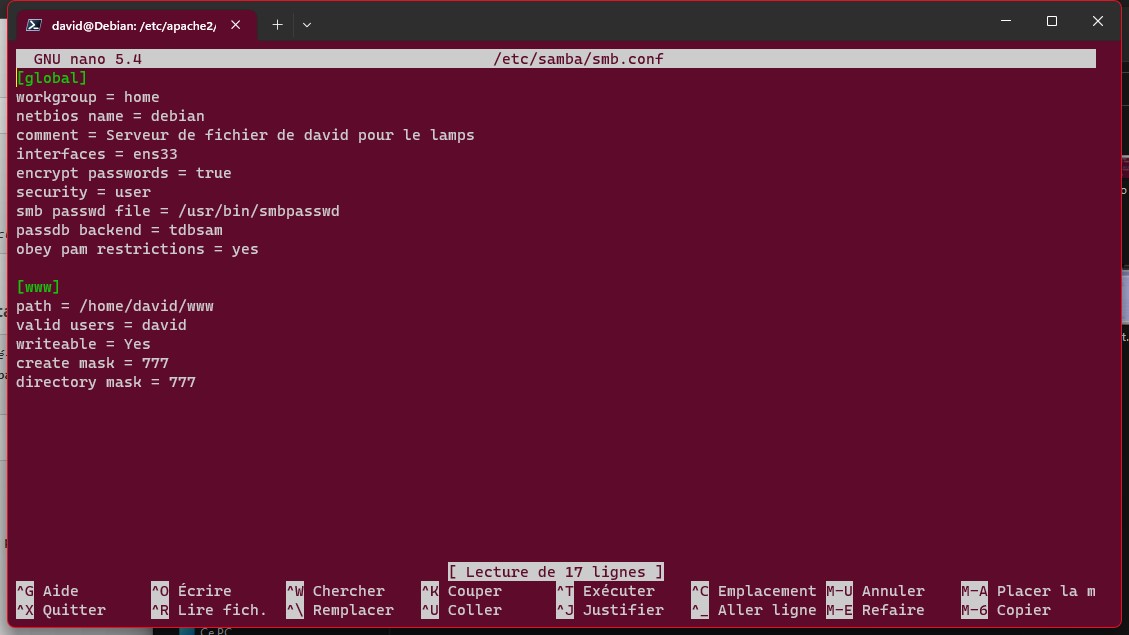 david@Debian: /etc/apache2/
GNU nano 5.4 /etc/samba/smb.conf
[global]
workgroup = home
netbios name = debian
comment = Serveur de fichier de david pour le lamps
interfaces = ens33
encrypt passwords = true
security = user
smb passwd file = /usr/bin/smbpasswd
passdb backend = tdbsam
obey pam restrictions = yes
[www]
path = /home/david/www
valid users = david
writeable = Yes
create mask = 777
directory mask = 777
[ Lecture de 17 lignes ]
^G Aide ^O Écrire ^W Chercher ^K Couper ^T Exécuter ^C Emplacement M-U Annuler M-A Placer la m
^X Quitter ^R Lire fich. ^\ Remplacer ^U Coller ^J Justifier ^_ Aller ligne M-E Refaire M-6 Copier
Ce PC